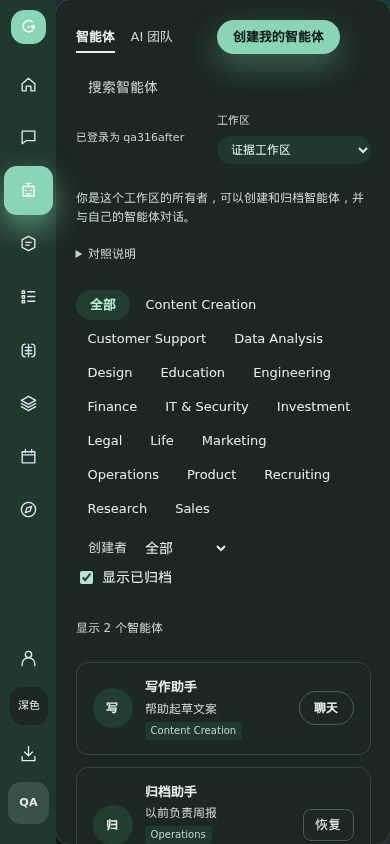 智能体 AI 团队 创建我的智能体
搜索智能体
工作区
已登录为 qa316after 证据工作区
你是这个工作区的所有者，可以创建和归档智能体，并
与自己的智能体对话。
对照说明
全部 Content Creation
Customer Support Data Analysis
Design Education Engineering
Finance IT & Security Investment
Legal Life Marketing
Operations Product Recruiting
Research Sales
创建者 全部
显示已归档
显示 2 个智能体
写作助手
写 帮助起草文案 聊天
Content Creation
归档助手
以前负责周报
归 Operations 恢复
深色
QA